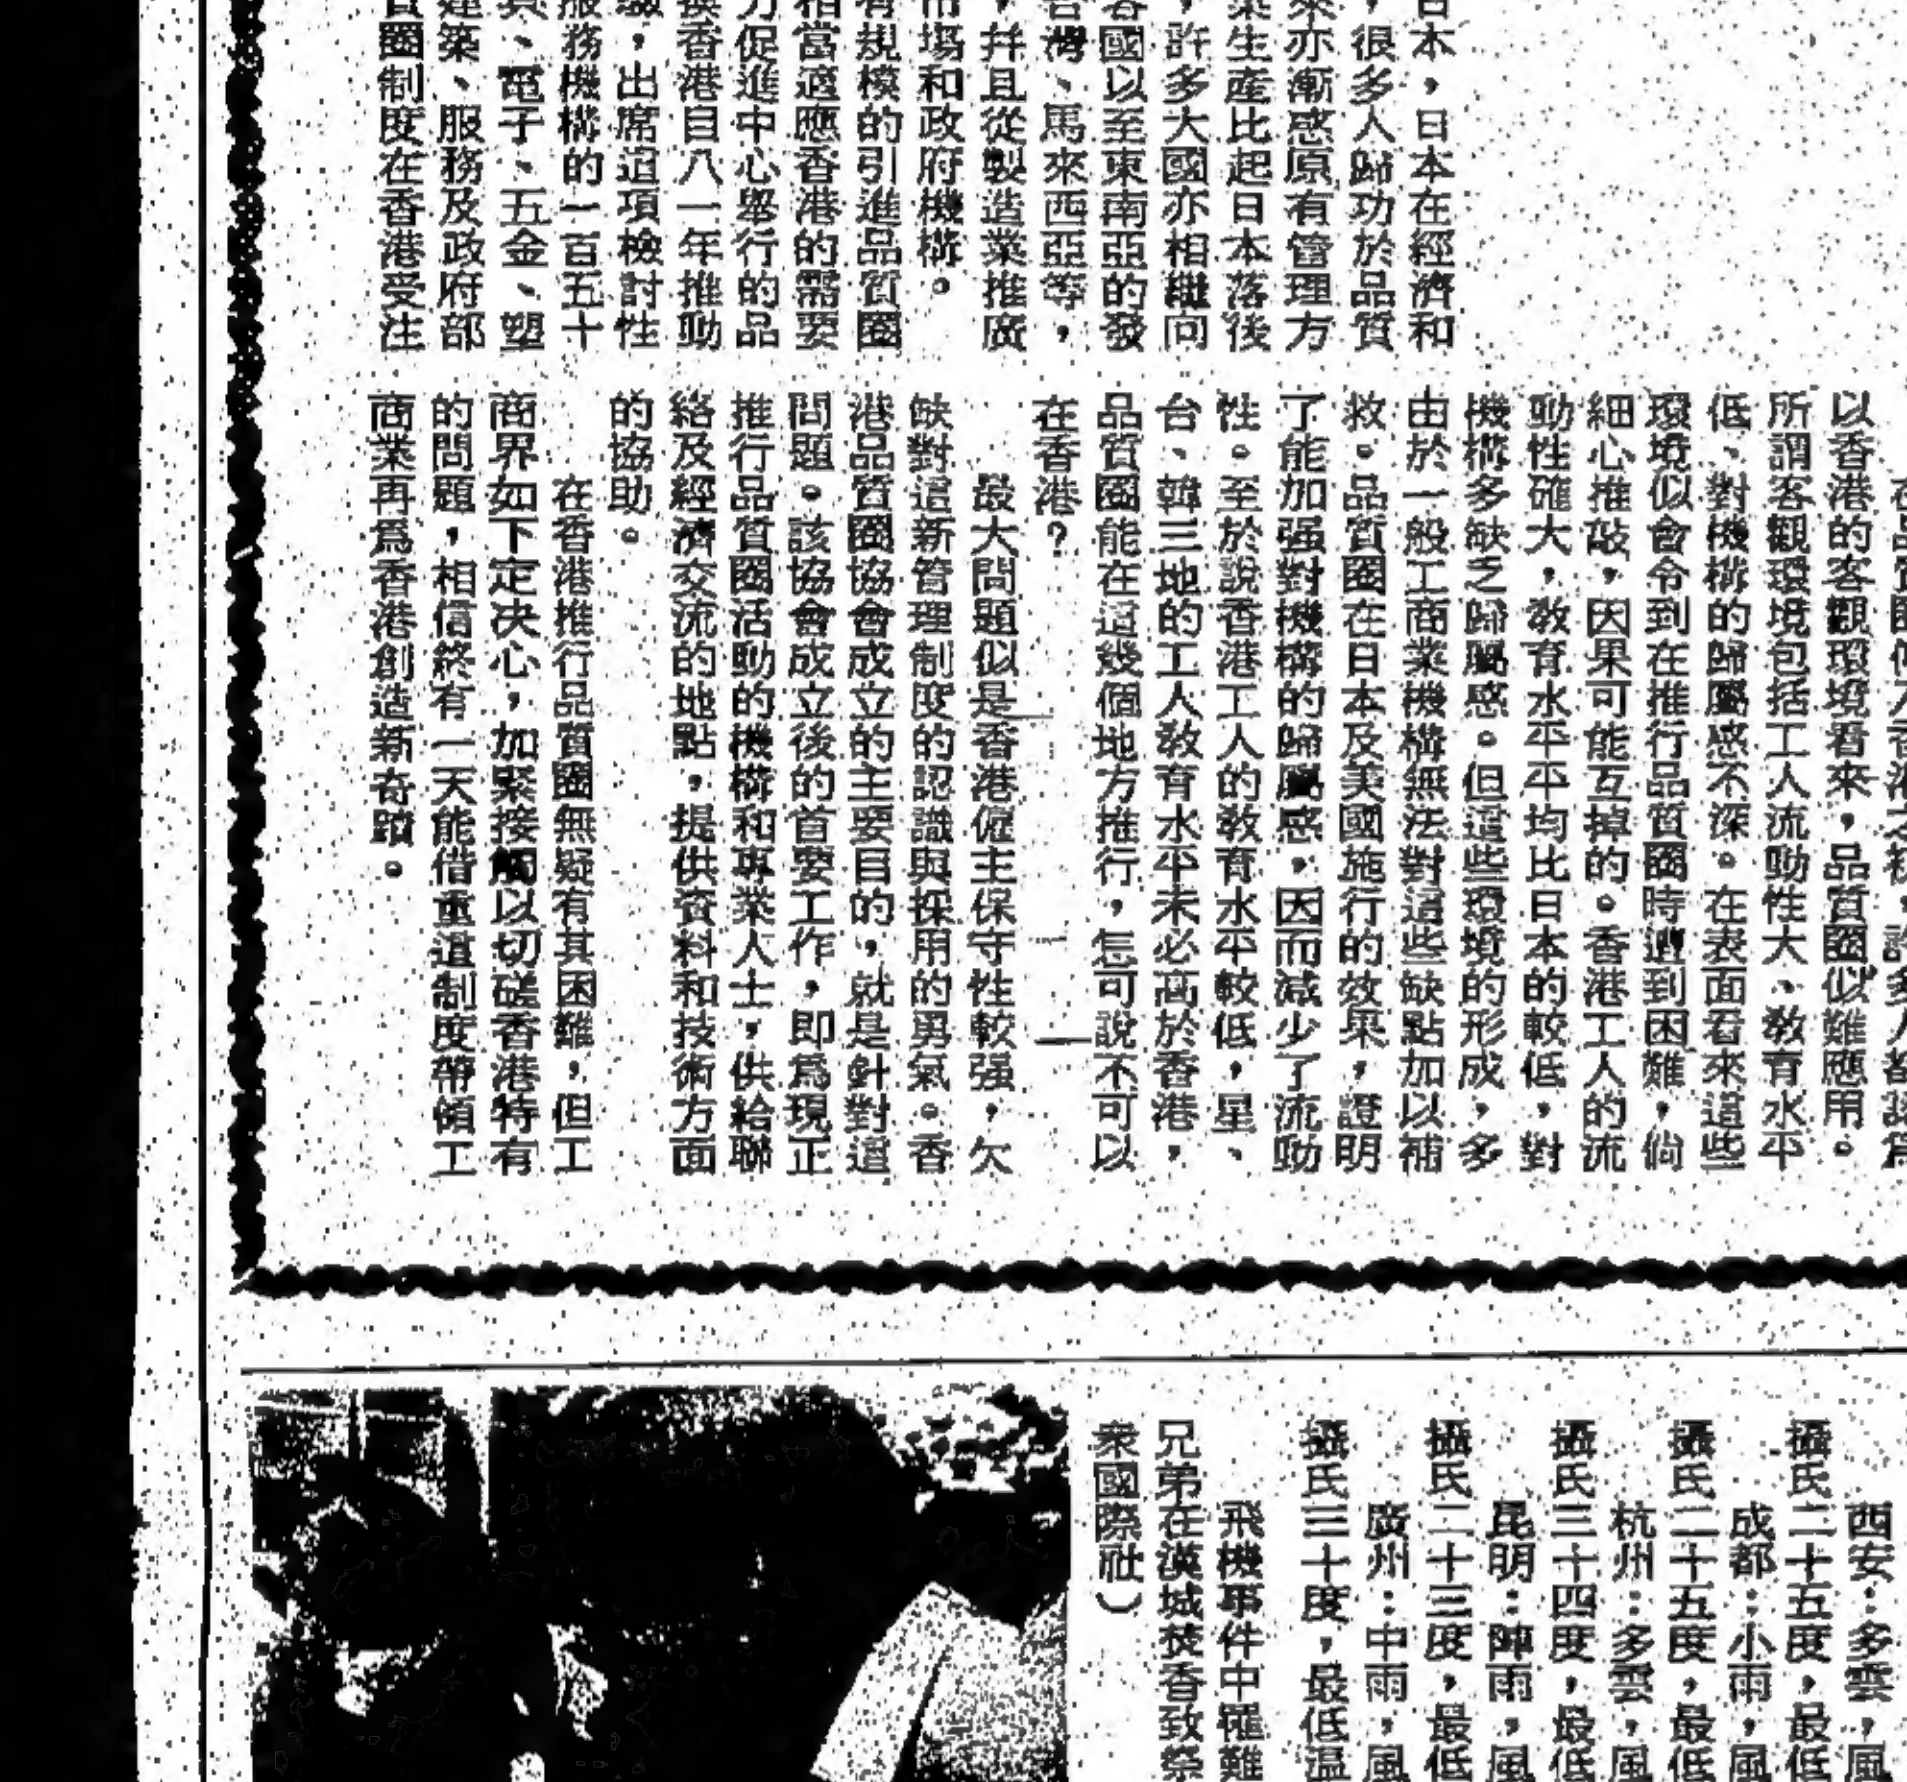 日本，日本在經濟和
，很多人歸功於品質
來亦漸感原有管理方
業生產比起日本落後
，許多大國亦相繼向
各國以至東南亞的發
台灣、馬來西亞等，
，幷且從製造業推廣
市場和政府機構。
有規模的引進品質圈
相當適應香港的需要
力促進中心舉行的品
換香港自八一年推動
驗，出席這項檢討性
服務機構的一百五十
具、電子、五金、塑
建築、服務及政府部
質圈制度在香港受注
以香港的客觀環境看來，品質圈似難應用。
所謂客觀環境包括工人流動性大、敎育水平
低、對機構的歸屬感不深。在表面看來這些
環境似會令到在推行品質圈時遭到困難，倘
細心推敲，因果可能互掉的。香港工人的流
動性確大，敎育水平平均比日本的較低，對
機構多缺乏歸屬感。但這些環境的形成，多
由於一般工商業機構無法對這些缺點加以補
救。品質圈在日本及美國施行的效果，證明
了能加强對機構的歸屬感，因而減少了流動
性。至於說香港工人的敎育水平較低，星、
台、韓三地的工人敎育水平未必高於香港，
品質圈能在這幾個地方推行，怎可說不可以
在香港？
最大問題似是香港僱主保守性較强，欠
缺對這新管理制度的認識與採用的勇氣。香
港品質圈協會成立的主要目的，就是針對這
問題。該協會成立後的首要工作，即爲現正
推行品質圈活動的機構和專業人士，供給聯
絡及經濟交流的地點，提供資料和技術方面
的協助。
在香港推行品質圈無疑有其困難，但工
商界如下定决心，加緊接觸以切磋香港特有
的問題，相信終有一天能借重這制度帶領工
商業再爲香港創造新奇蹟。
西安：多雲，風
攝氏二十五度，最低
成都：小雨，風
攝氏二十五度，最低
杭州：多雲，風
攝氏三十四度，最低
昆明：陣雨，風
攝氏二十三度，最低
廣州：中雨，風
攝氏三十度，最低温
飛機事件中罹難
兄弟在漢城焚香致祭
衆國際社）